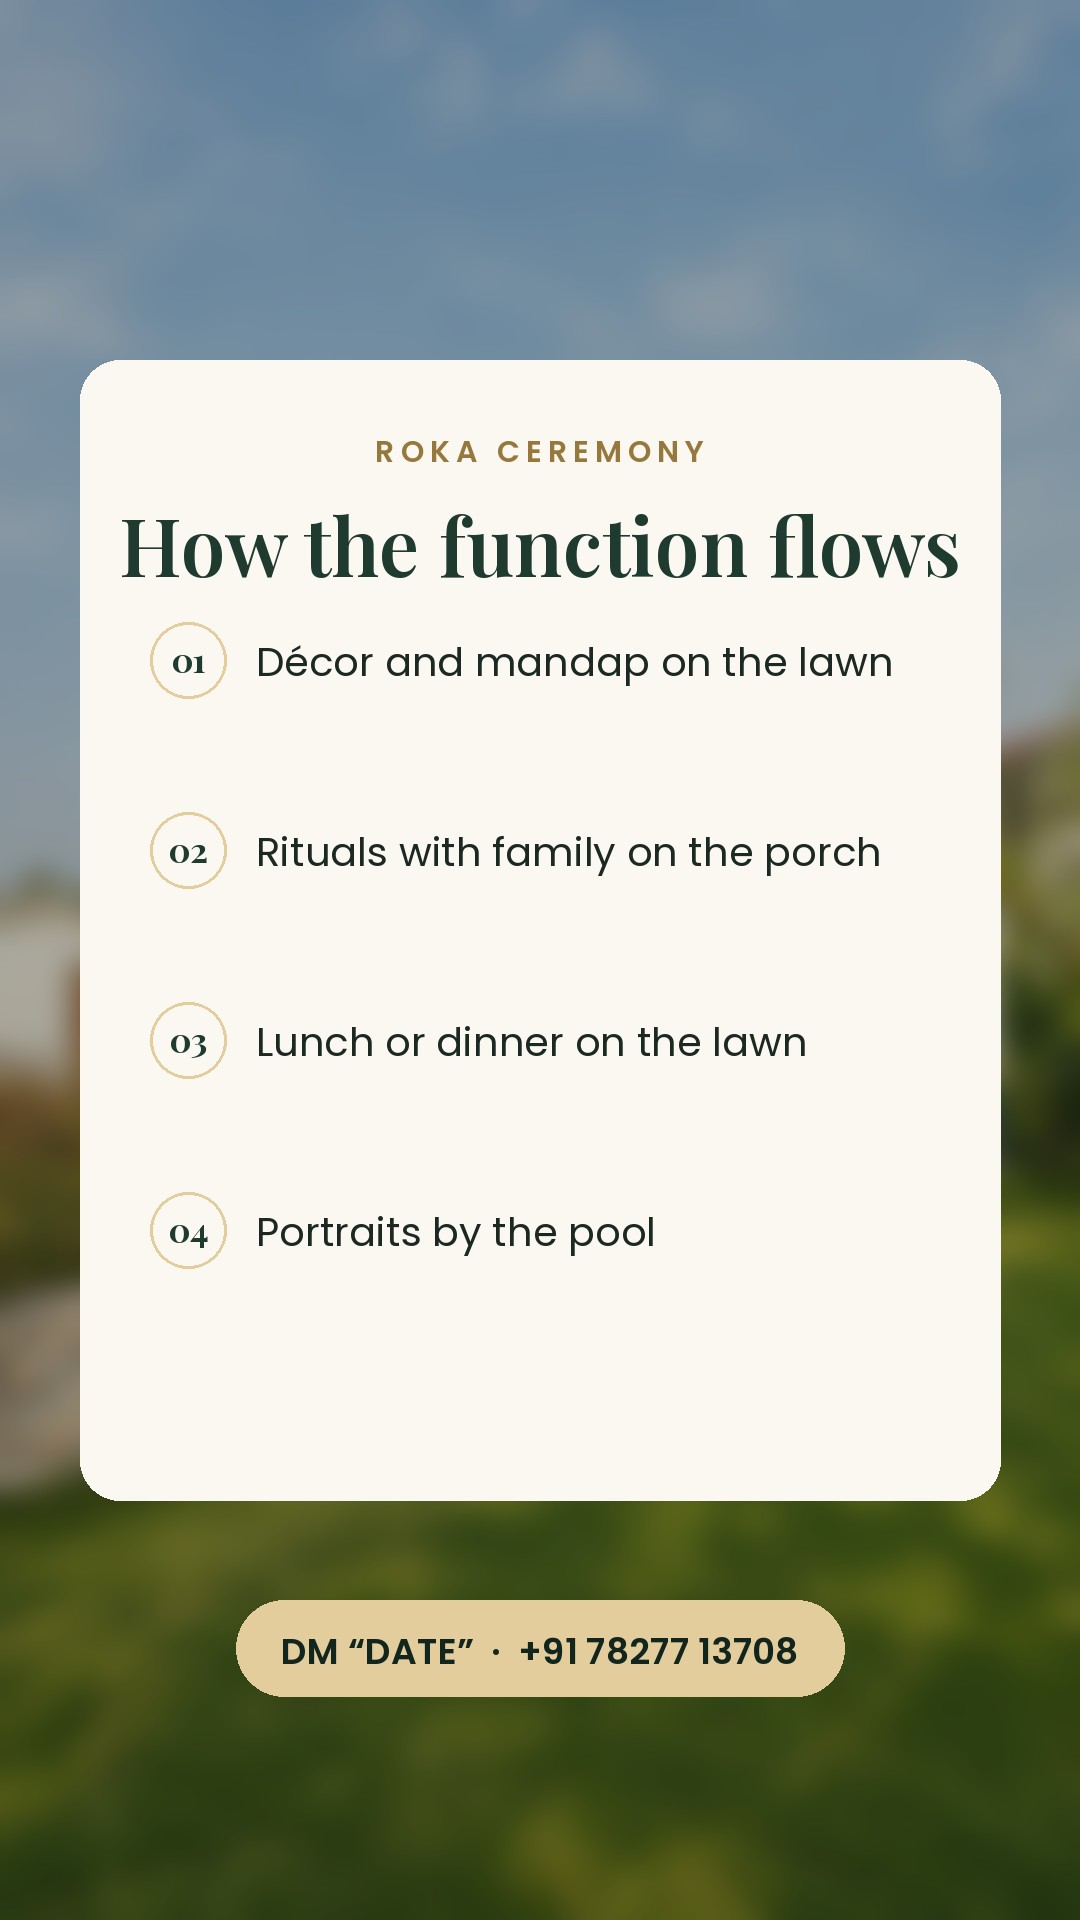 ROKA CEREMONY
How the function flows
01 Décor and mandap on the lawn
02 Rituals with family on the porch
03 Lunch or dinner on the lawn
04 Portraits by the pool
DM “DATE” · +91 78277 13708